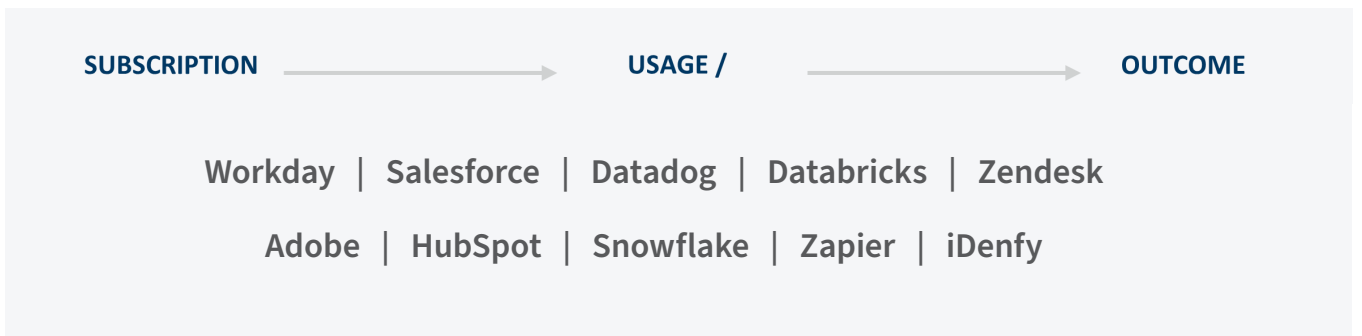 SUBSCRIPTION USAGE / OUTCOME
Workday | Salesforce | Datadog | Databricks | Zendesk
Adobe | HubSpot | Snowflake | Zapier | iDenfy